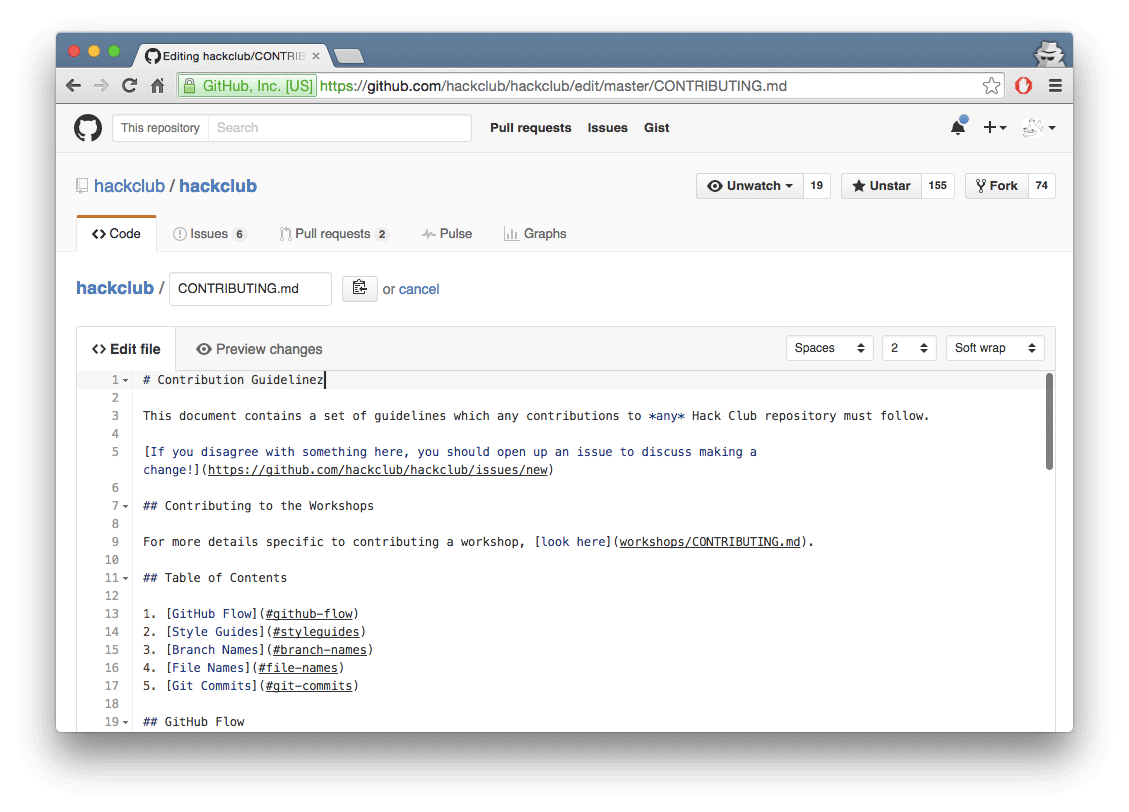 Editing hackclub/CONTRIB
GitHub, Inc. [US] https://github.com/hackclub/hackclub/edit/master/CONTRIBUTING.md
This repository Search Pull requests Issues Gist
hackclub / hackclub Unwatch 19 Unstar 155 Fork 74
Code Issues 6 Pull requests 2 Pulse Graphs
hackclub / CONTRIBUTING.md or cancel
Edit file Preview changes Spaces 2 Soft wrap
1 # Contribution Guidelinez
2
3 This document contains a set of guidelines which any contributions to *any* Hack Club repository must follow.
4
5 [If you disagree with something here, you should open up an issue to discuss making a
change!](https://github.com/hackclub/hackclub/issues/new)
6
7 ## Contributing to the Workshops
8
9 For more details specific to contributing a workshop, [look here](workshops/CONTRIBUTING.md).
10
11 ## Table of Contents
12
13 1. [GitHub Flow](#github-flow)
14 2. [Style Guides](#styleguides)
15 3. [Branch Names](#branch-names)
16 4. [File Names](#file-names)
17 5. [Git Commits](#git-commits)
18
19 ## GitHub Flow